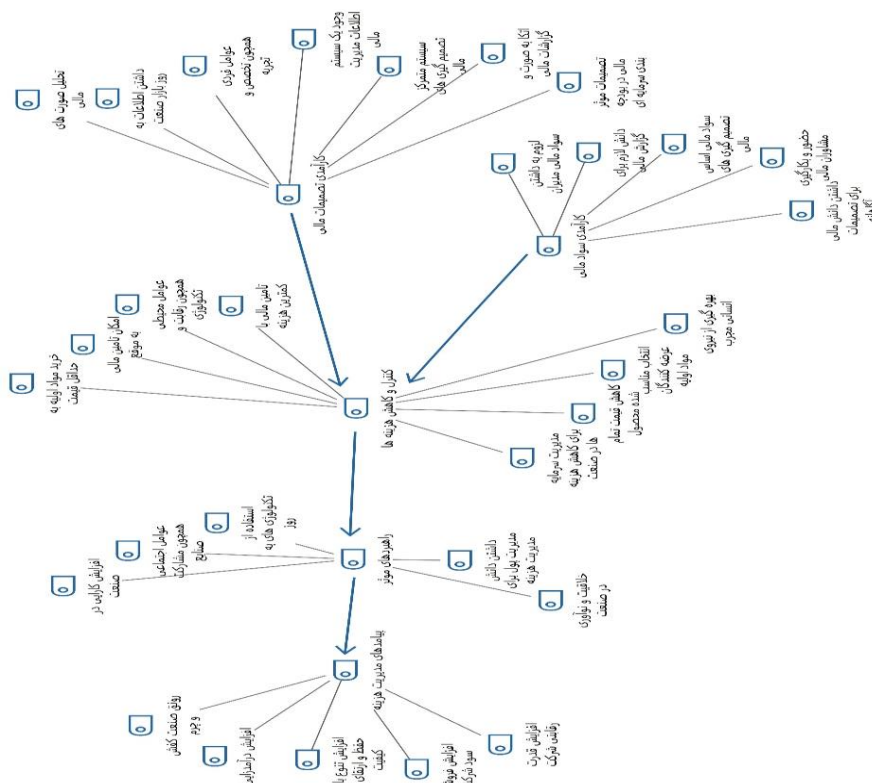 تحلیل صورت های
مالی
داشتن اطلاعات به
روز بازار صنعت
عوامل فردی
همچون تخصص و
تجربه
وجود یک سیستم
اطلاعات مدیریت
مالی
سیستم متمرکز
تصمیم گیری های
مالی
اتکا به صورت و
گزارشات مالی
تصمیمات موثر
مالی در بودجه
بندی سرمایه ای
کارآمدی تصمیمات مالی
لزوم به داشتن
سواد مالی مدیران
دانش لازم برای
گزارش مالی
سواد مالی اساس
تصمیم گیری های
مالی
حضور و بکارگیری
مشاوران مالی
داشتن دانش مالی
برای تصمیمات
کارآمدی سواد مالی
خرید مواد اولیه به
حداقل قیمت
امکان تامین مالی
به موقع
عوامل محیطی
همچون رقابت و
تکنولوژی
تامین مالی با
کمترین هزینه
کنترل و کاهش هزینه ها
مدیریت سرمایه
برای کاهش هزینه
ها در صنعت
کاهش قیمت تمام
شده محصول
انتخاب مناسب
عرضه کنندگان
مواد اولیه
بهره گیری از نیروی
انسانی مجرب
افزایش کارایی در
صنعت
عوامل اجتماعی
همچون مشارکت
صنایع
استفاده از
تکنولوژی های به
روز
راهبردهای موثر
داشتن دانش
مدیریت پول برای
مدیریت هزینه
خلاقیت و نوآوری
در صنعت
پیامدهای مدیریت هزینه
رونق صنعت کفش
و چرم
افزایش درآمدزایی
افزایش تنوع با
حفظ و ارتقای
کیفیت
افزایش فروش
سود شرکت
افزایش قدرت
رقابتی شرکت